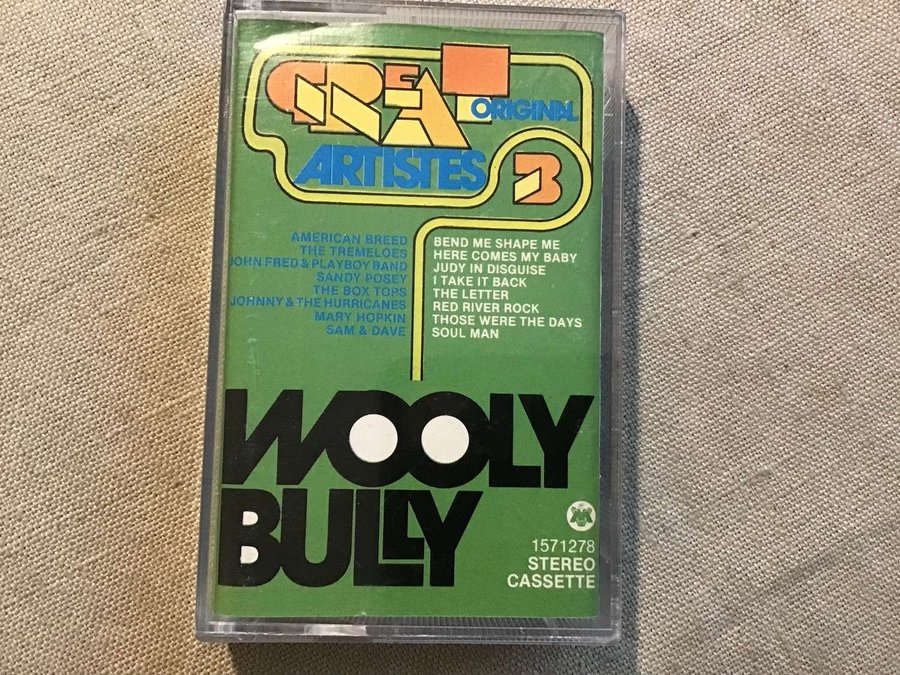 GREAT
ORIGINAL
ARTISTES 3
AMERICAN BREED BEND ME SHAPE ME
THE TREMELOES HERE COMES MY BABY
JOHN FRED & PLAYBOY BAND JUDY IN DISGUISE
SANDY POSEY I TAKE IT BACK
THE BOX TOPS THE LETTER
JOHNNY & THE HURRICANES RED RIVER ROCK
MARY HOPKIN THOSE WERE THE DAYS
SAM & DAVE SOUL MAN
WOOLY
BULLY
1571278
STEREO
CASSETTE